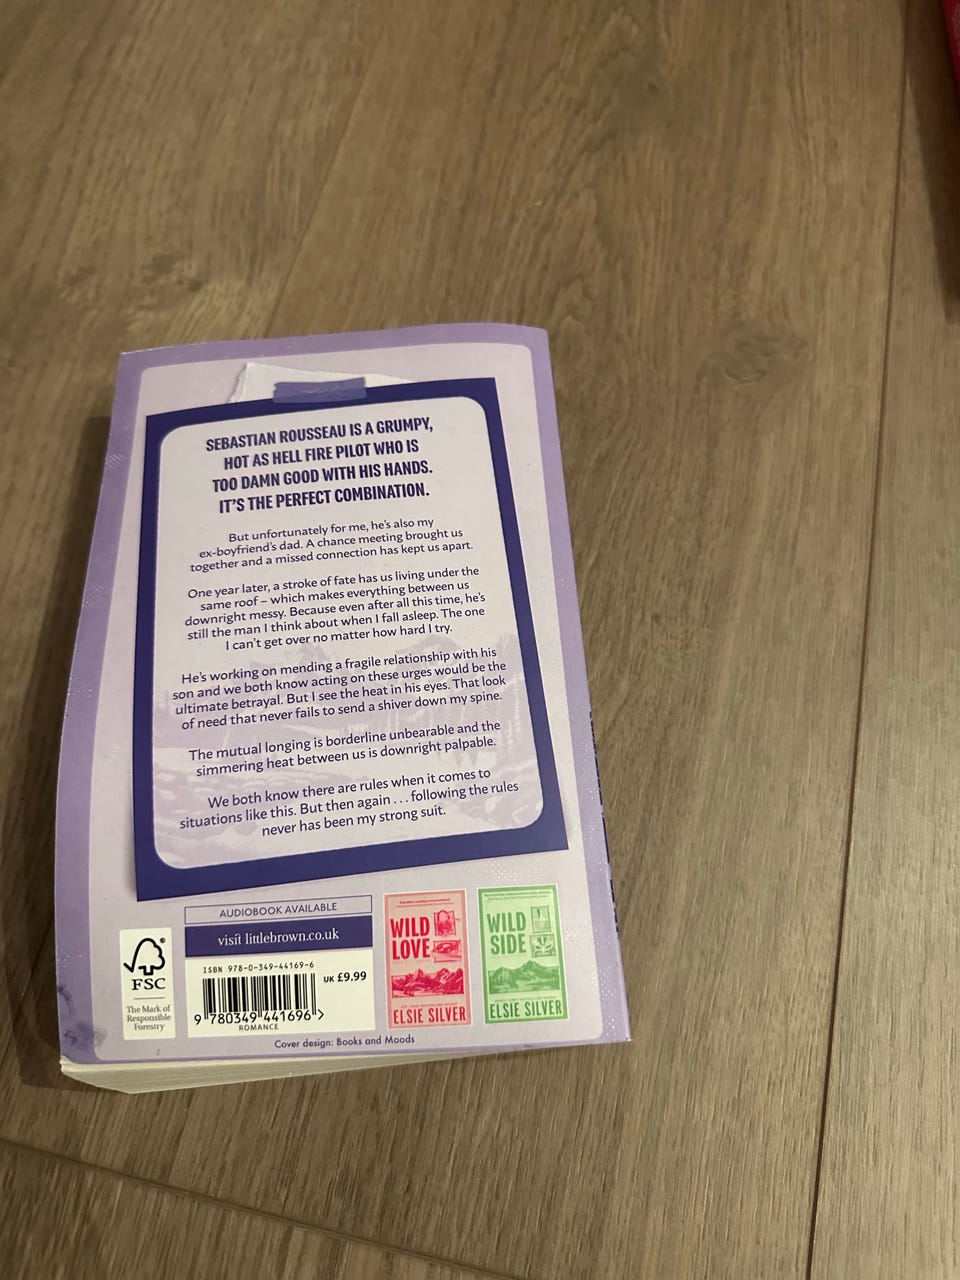 SEBASTIAN ROUSSEAU IS A GRUMPY,
HOT AS HELL FIRE PILOT WHO IS
TOO DAMN GOOD WITH HIS HANDS.
IT'S THE PERFECT COMBINATION.
But unfortunately for me, he's also my
ex-boyfriend's dad. A chance meeting brought us
together and a missed connection has kept us apart.
One year later, a stroke of fate has us living under the
same roof – which makes everything between us
downright messy. Because even after all this time, he's
still the man I think about when I fall asleep. The one
I can't get over no matter how hard I try.
He's working on mending a fragile relationship with his
son and we both know acting on these urges would be the
ultimate betrayal. But I see the heat in his eyes. That look
of need that never fails to send a shiver down my spine.
The mutual longing is borderline unbearable and the
simmering heat between us is downright palpable.
We both know there are rules when it comes to
situations like this. But then again . . . following the rules
never has been my strong suit.
AUDIOBOOK AVAILABLE
visit littlebrown.co.uk
ISBN 978-0-349-44169-6
UK £9.99
9 780349 441696 >
ROMANCE
FSC
The Mark of
Responsible
Forestry
WILD
LOVE
ELSIE SILVER
WILD
SIDE
ELSIE SILVER
Cover design: Books and Moods